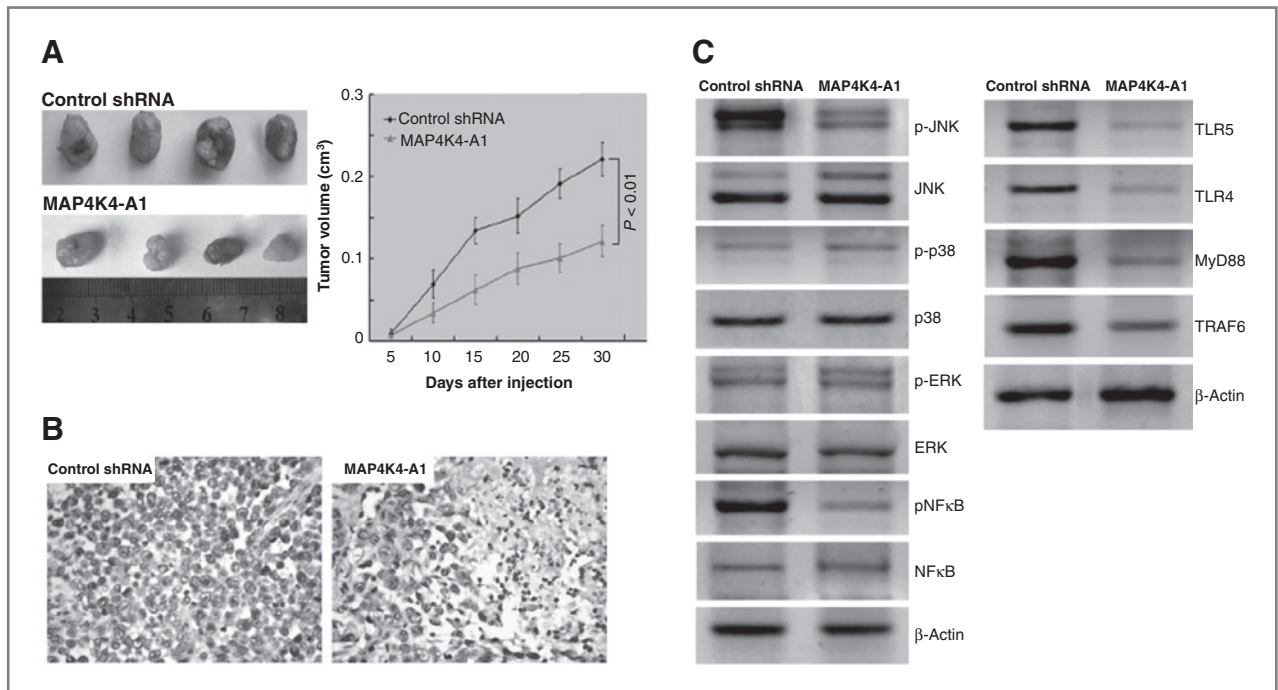 A
Control shRNA
MAP4K4-A1
2 3 4 5 6 7 8
Tumor volume (cm³)
0.3
0.2
0.1
0
Control shRNA
MAP4K4-A1
P < 0.01
5 10 15 20 25 30
Days after injection
B
Control shRNA
MAP4K4-A1
C
Control shRNA MAP4K4-A1
p-JNK
JNK
p-p38
p38
p-ERK
ERK
pNFκB
NFκB
β-Actin
Control shRNA MAP4K4-A1
TLR5
TLR4
MyD88
TRAF6
β-Actin